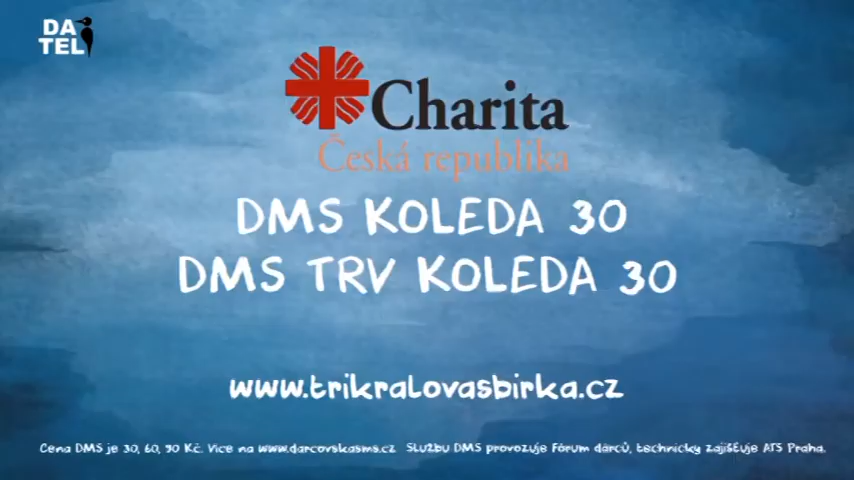 DA
TEL
Charita
Česká republika
DMS KOLEDA 30
DMS TRV KOLEDA 30
www.trikralovasbirka.cz
Cena DMS je 30, 60, 90 Kč. Více na www.darcovskasms.cz Službu DMS provozuje Fórum dárců, technicky zajišťuje ATS Praha.